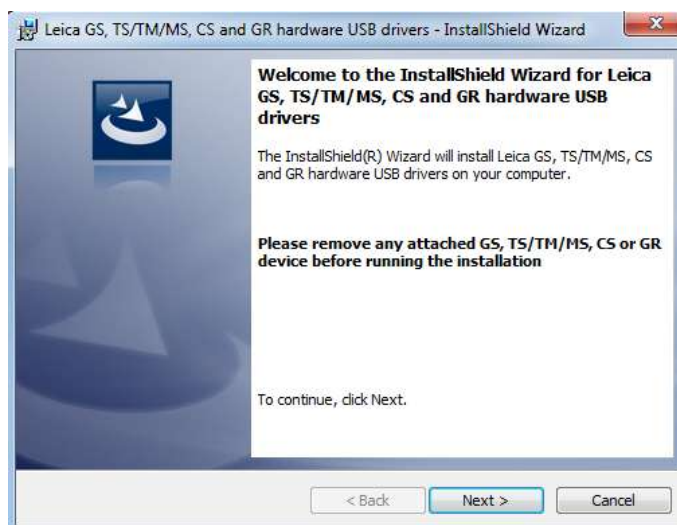 Leica GS, TS/TM/MS, CS and GR hardware USB drivers - InstallShield Wizard
Welcome to the InstallShield Wizard for Leica
GS, TS/TM/MS, CS and GR hardware USB
drivers
The InstallShield(R) Wizard will install Leica GS, TS/TM/MS, CS
and GR hardware USB drivers on your computer.
Please remove any attached GS, TS/TM/MS, CS or GR
device before running the installation
To continue, click Next.
< Back
Next >
Cancel